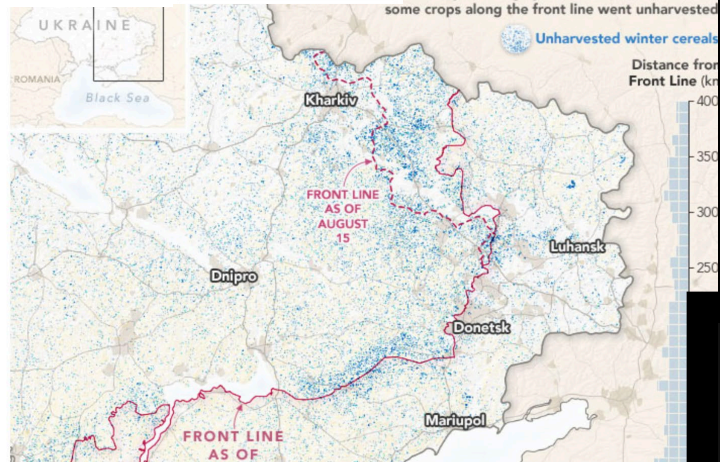 some crops along the front line went unharvested
UKRAINE
Unharvested winter cereals
Distance from
Front Line (km
ROMANIA
Black Sea
Kharkiv
400
350
FRONT LINE
AS OF
AUGUST
15
300
Luhansk
250
Dnipro
Donetsk
Mariupol
FRONT LINE
AS OF